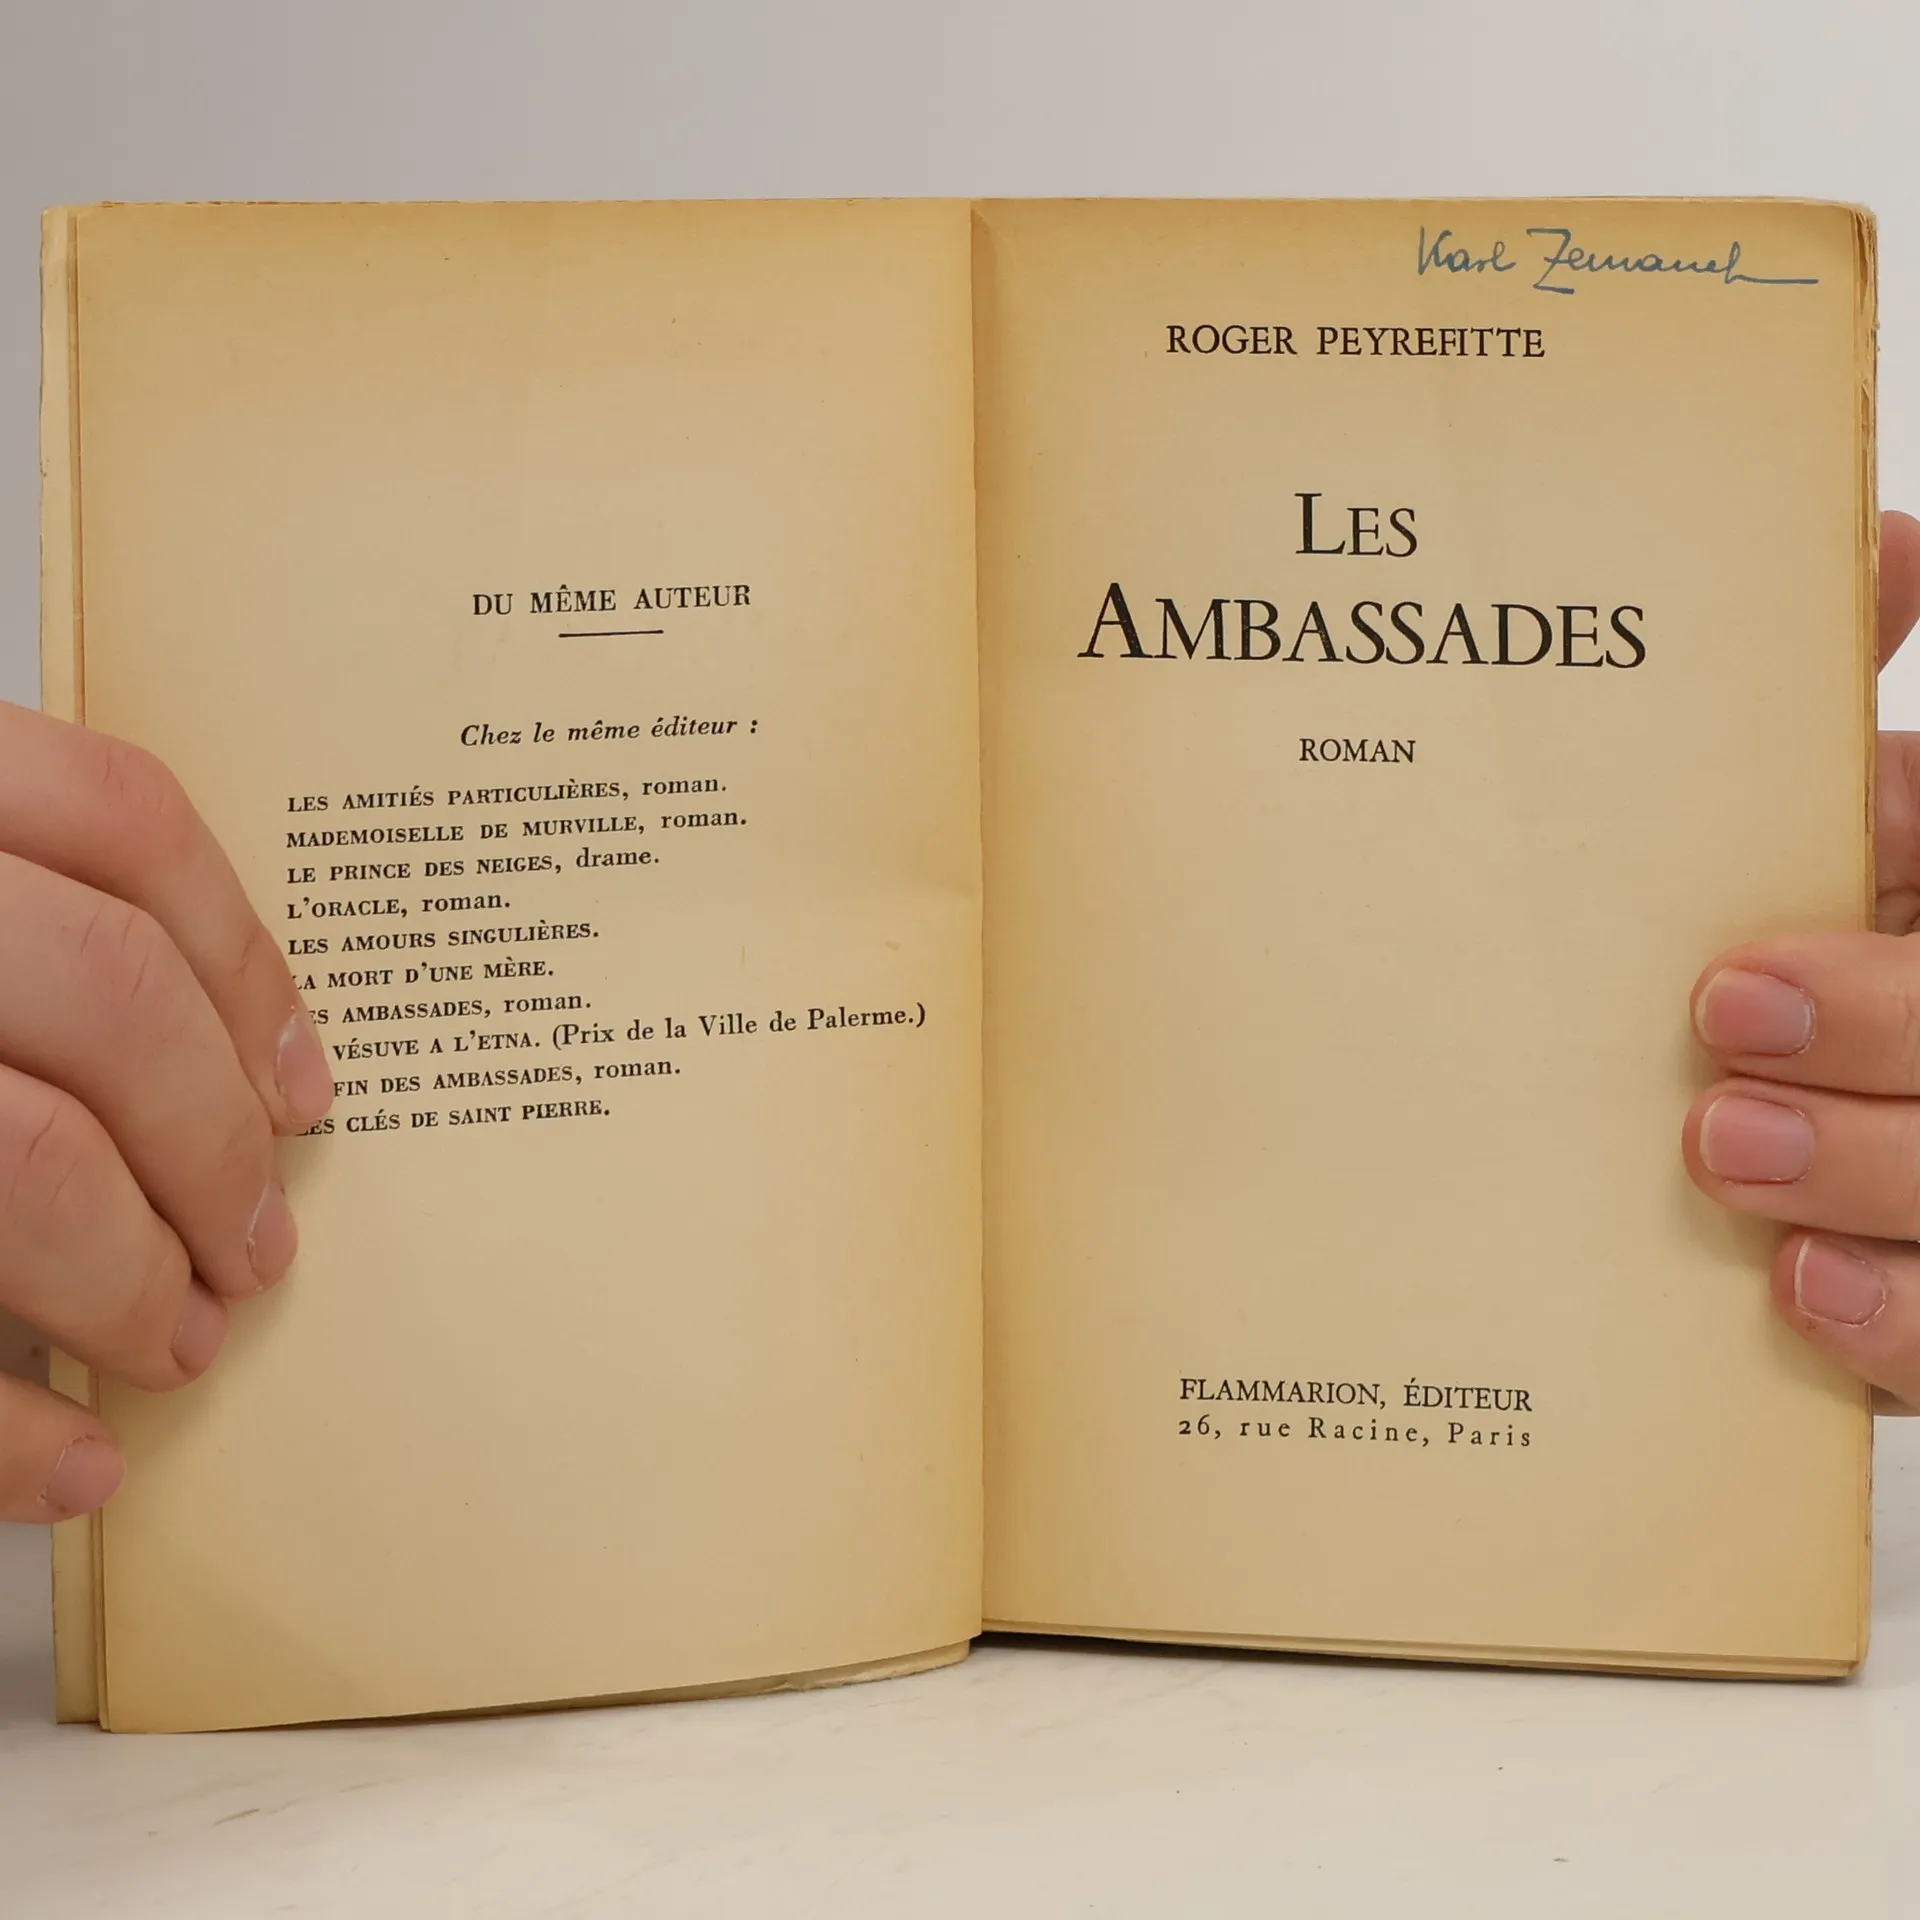 DU MÊME AUTEUR
Chez le même éditeur :
LES AMITIÉS PARTICULIÈRES, roman.
MADEMOISELLE DE MURVILLE, roman.
LE PRINCE DES NEIGES, drame.
L'ORACLE, roman.
LES AMOURS SINGULIÈRES.
LA MORT D'UNE MÈRE.
LES AMBASSADES, roman.
VÉSUVE A L'ETNA. (Prix de la Ville de Palerme.)
FIN DES AMBASSADES, roman.
LES CLÉS DE SAINT PIERRE.
Karl Zemanek
ROGER PEYREFITTE
LES
AMBASSADES
ROMAN
FLAMMARION, ÉDITEUR
26, rue Racine, Paris